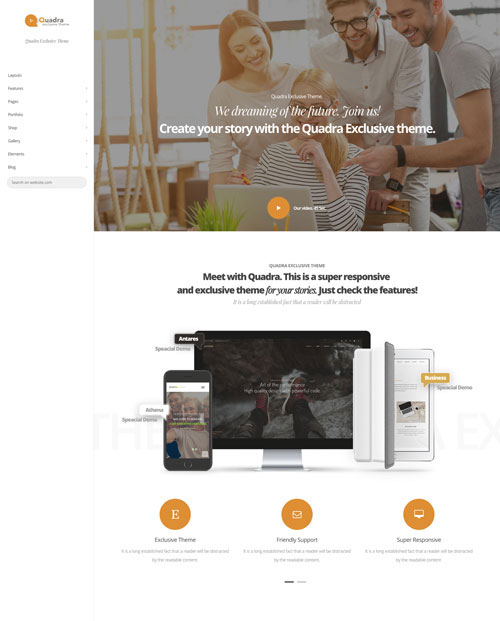 Quadra
Exclusive Theme
Quadra Exclusive Theme
Layouts
Features
Pages
Portfolio
Shop
Gallery
Elements
Blog
Search on website.com
Quadra Exclusive Theme
We dreaming of the future. Join us!
Create your story with the Quadra Exclusive theme.
Our video. 45 Sec.
QUADRA EXCLUSIVE THEME
Meet with Quadra. This is a super responsive
and exclusive theme for your stories. Just check the features!
It is a long established fact that a reader will be distracted
Antares
Speacial Demo
Art of the performance
High quality design with powerful code.
Business
Speacial Demo
Athena
Speacial Demo
THE
A EX
E
Exclusive Theme
It is a long established fact that a reader will be distracted
by the readable content
Friendly Support
It is a long established fact that a reader will be distracted
by the readable content
Super Responsive
It is a long established fact that a reader will be distracted
by the readable content